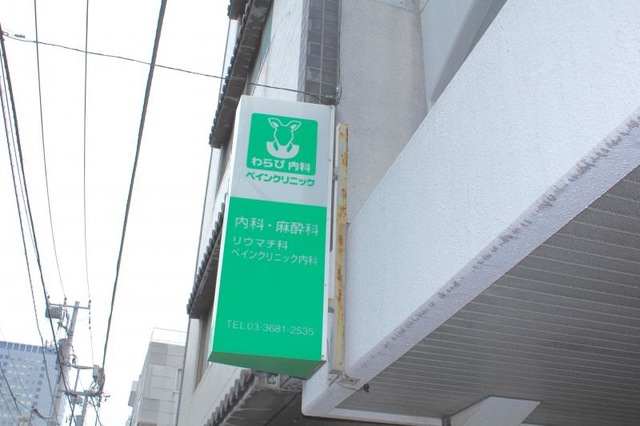 わらび内科
ペインクリニック
内科・麻酔科
リウマチ科
ペインクリニック内科
TEL.03-3681-2535